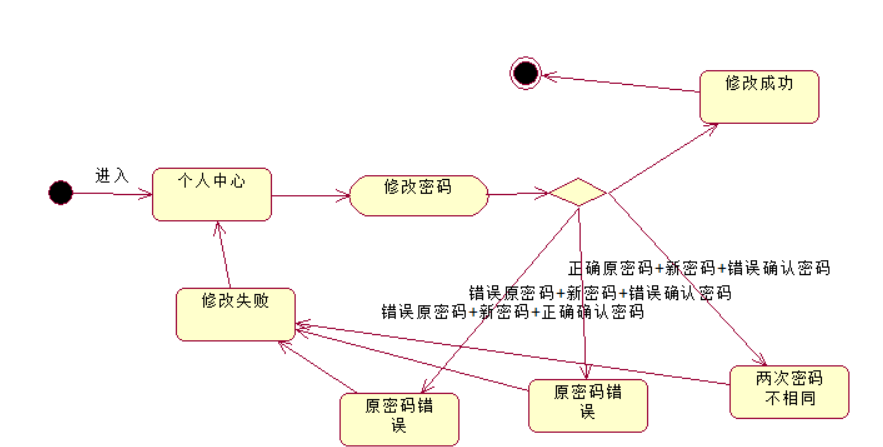 修改成功
进入
个人中心
修改密码
正确原密码+新密码+错误确认密码
错误原密码+新密码+错误确认密码
错误原密码+新密码+正确确认密码
修改失败
原密码错
误
原密码错
误
两次密码
不相同